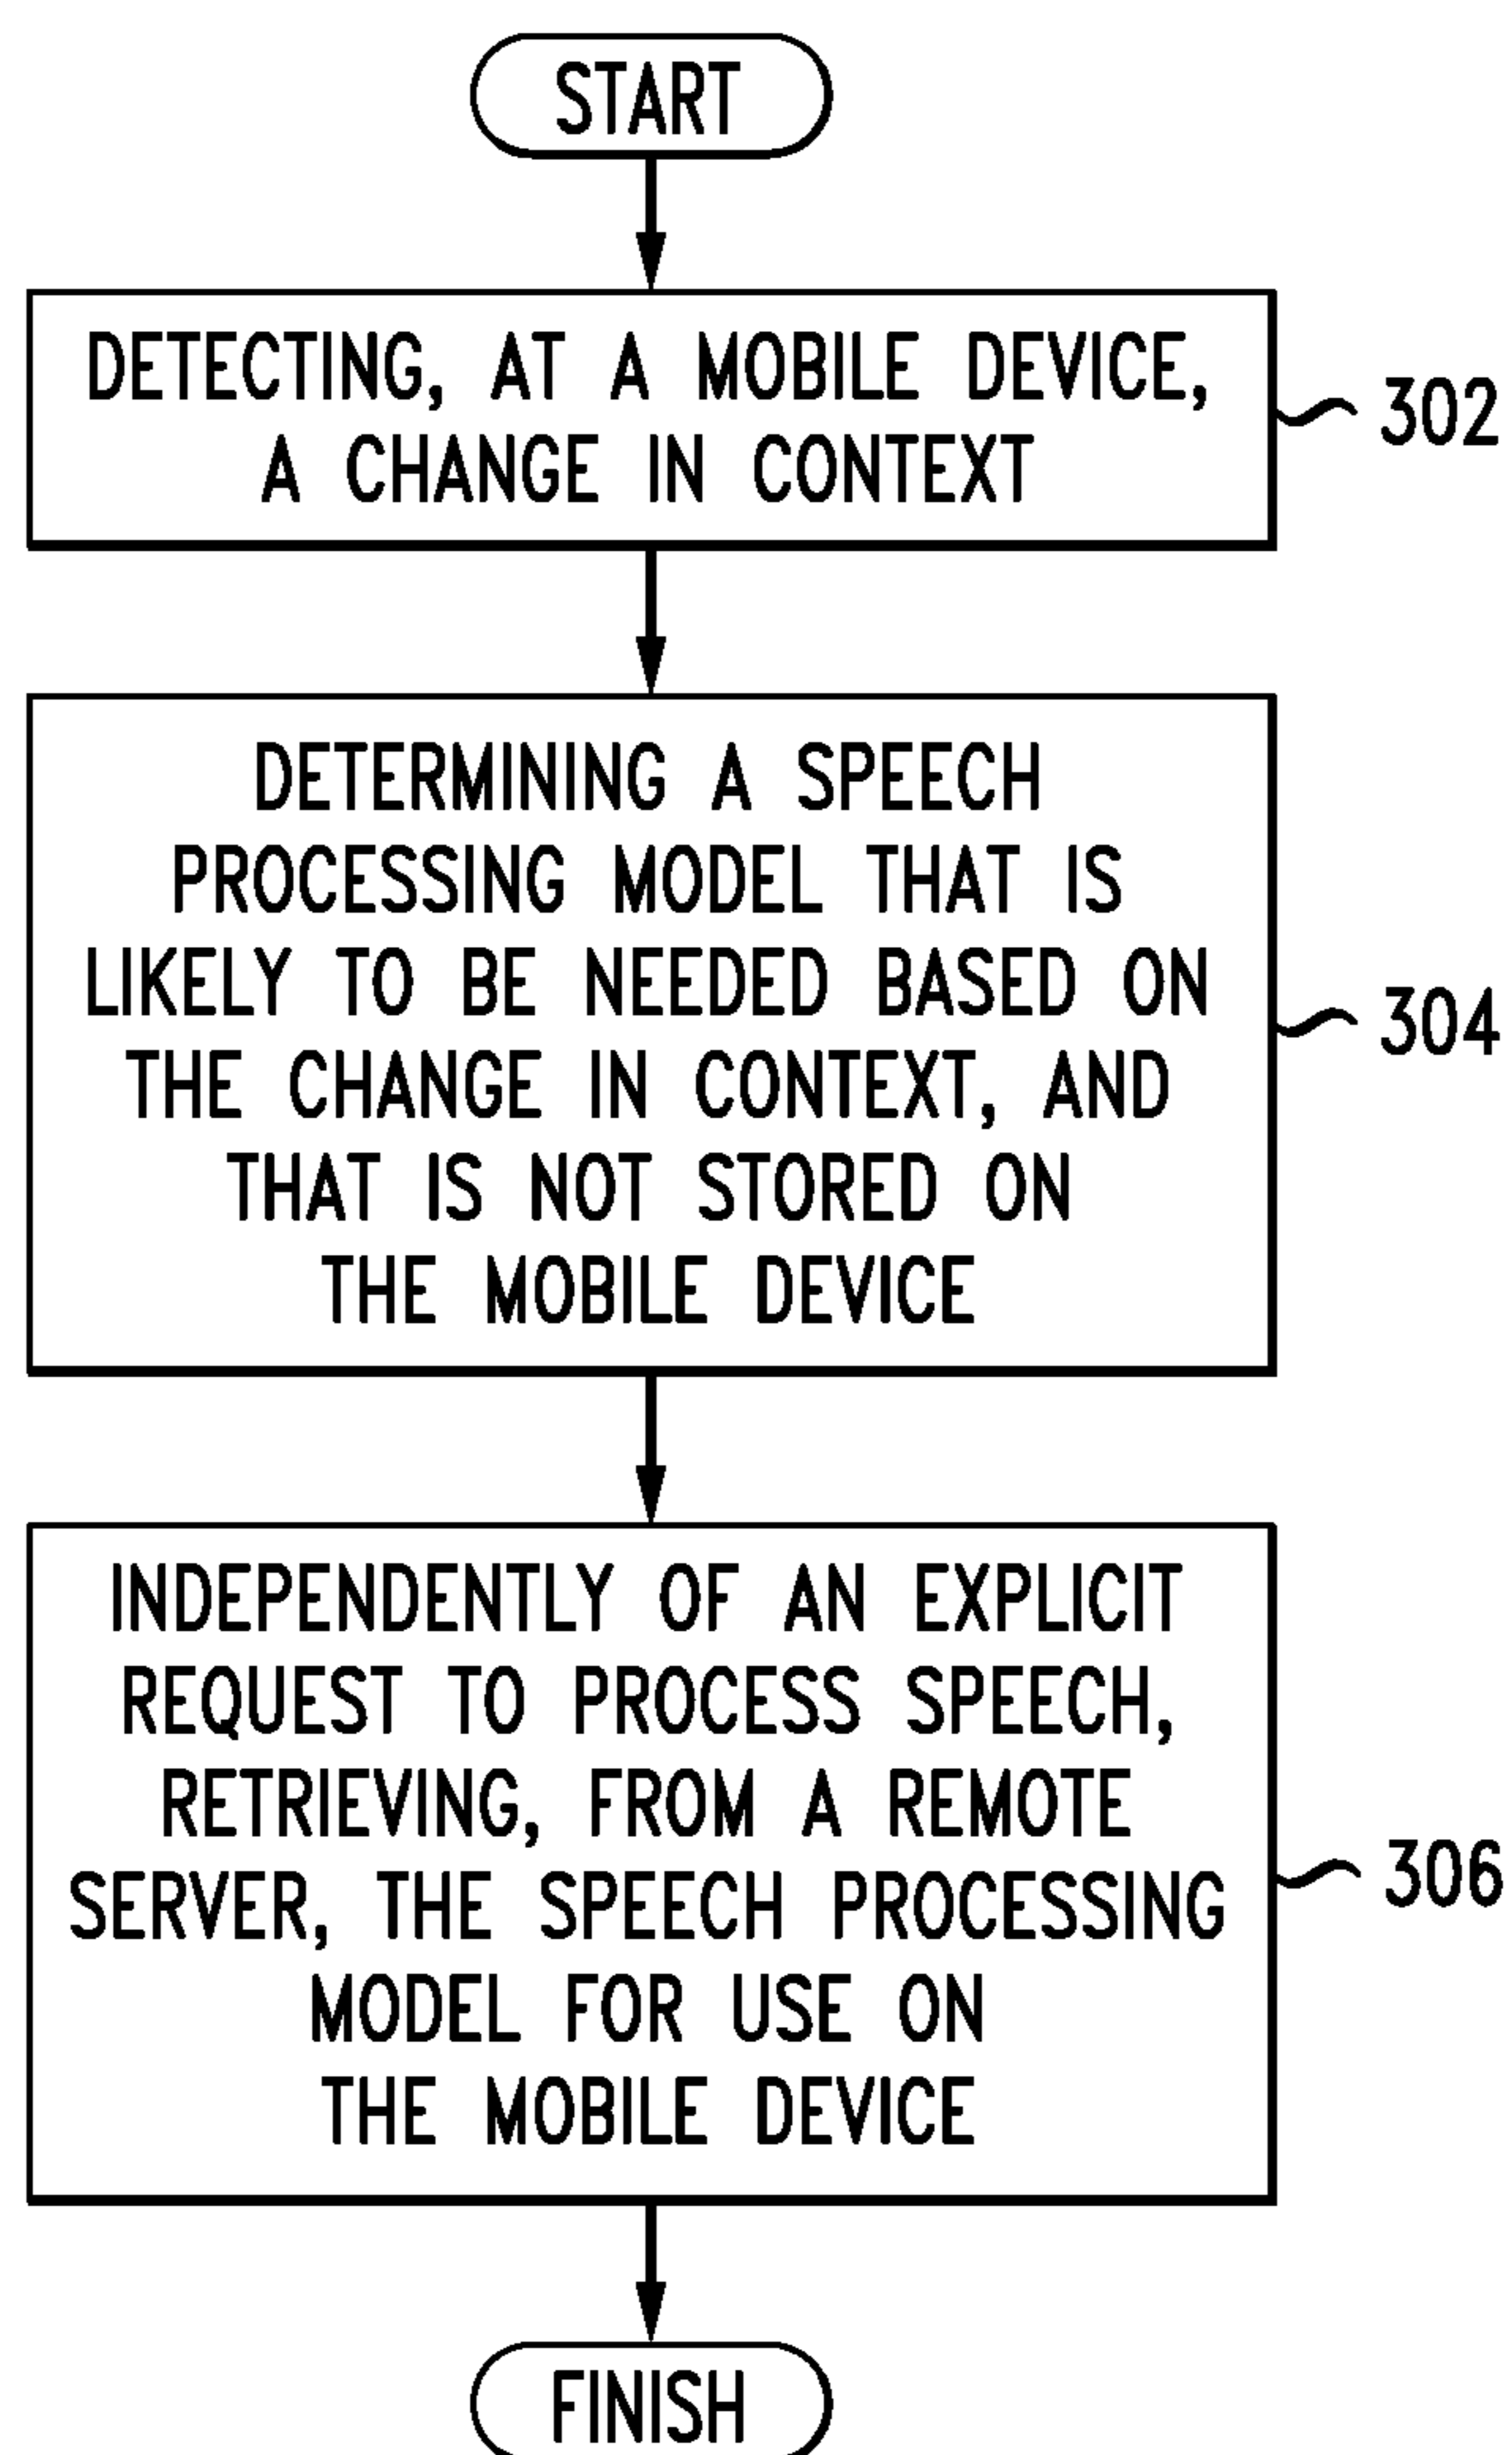 START
DETECTING, AT A MOBILE DEVICE,
A CHANGE IN CONTEXT
302
DETERMINING A SPEECH
PROCESSING MODEL THAT IS
LIKELY TO BE NEEDED BASED ON
THE CHANGE IN CONTEXT, AND
THAT IS NOT STORED ON
THE MOBILE DEVICE
304
INDEPENDENTLY OF AN EXPLICIT
REQUEST TO PROCESS SPEECH,
RETRIEVING, FROM A REMOTE
SERVER, THE SPEECH PROCESSING
MODEL FOR USE ON
THE MOBILE DEVICE
306
FINISH